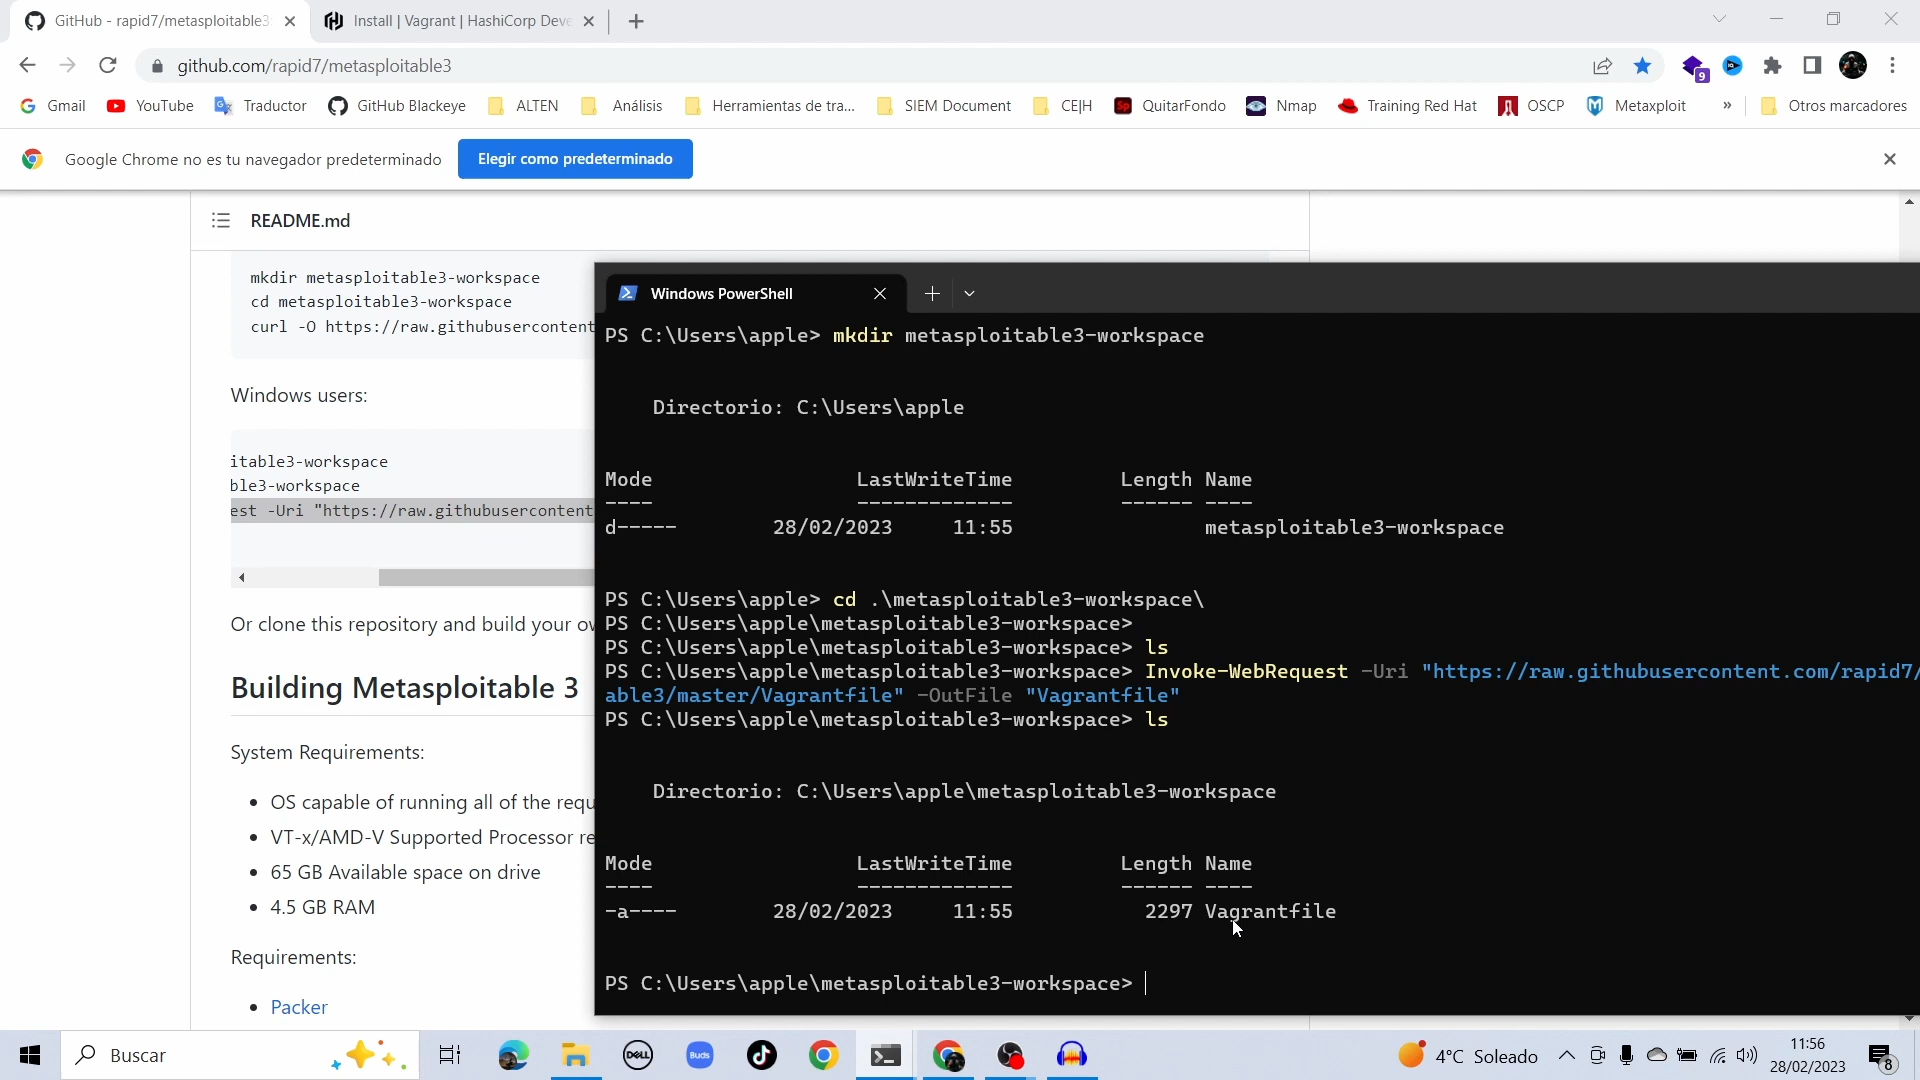 GitHub - rapid7/metasploitable3
Install | Vagrant | HashiCorp Deve
github.com/rapid7/metasploitable3
9
Gmail
YouTube
Traductor
GitHub Blackeye
ALTEN
Análisis
Herramientas de tra...
SIEM Document
CE|H
QuitarFondo
Nmap
Training Red Hat
OSCP
Metaxploit
»
Otros marcadores
Google Chrome no es tu navegador predeterminado
Elegir como predeterminado
README.md
mkdir metasploitable3-workspace
cd metasploitable3-workspace
curl -O https://raw.githubusercontent
Windows users:
itable3-workspace
ble3-workspace
est -Uri "https://raw.githubusercontent
Or clone this repository and build your ow
Building Metasploitable 3
System Requirements:
• OS capable of running all of the requ
• VT-x/AMD-V Supported Processor re
• 65 GB Available space on drive
• 4.5 GB RAM
Requirements:
• Packer
Windows PowerShell
PS C:\Users\apple> mkdir metasploitable3-workspace
Directorio: C:\Users\apple
Mode LastWriteTime Length Name
---- ------------- ------ ----
d----- 28/02/2023 11:55 metasploitable3-workspace
PS C:\Users\apple> cd .\metasploitable3-workspace\
PS C:\Users\apple\metasploitable3-workspace>
PS C:\Users\apple\metasploitable3-workspace> ls
PS C:\Users\apple\metasploitable3-workspace> Invoke-WebRequest -Uri "https://raw.githubusercontent.com/rapid7/
able3/master/Vagrantfile" -OutFile "Vagrantfile"
PS C:\Users\apple\metasploitable3-workspace> ls
Directorio: C:\Users\apple\metasploitable3-workspace
Mode LastWriteTime Length Name
---- ------------- ------ ----
-a---- 28/02/2023 11:55 2297 Vagrantfile
PS C:\Users\apple\metasploitable3-workspace>
Buscar
DELL
Buds
4°C Soleado
11:56
28/02/2023
8